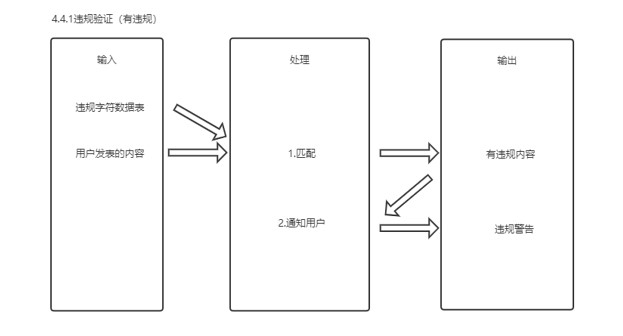 4.4.1违规验证（有违规）
输入
处理
输出
违规字符数据表
用户发表的内容
1.匹配
有违规内容
2.通知用户
违规警告